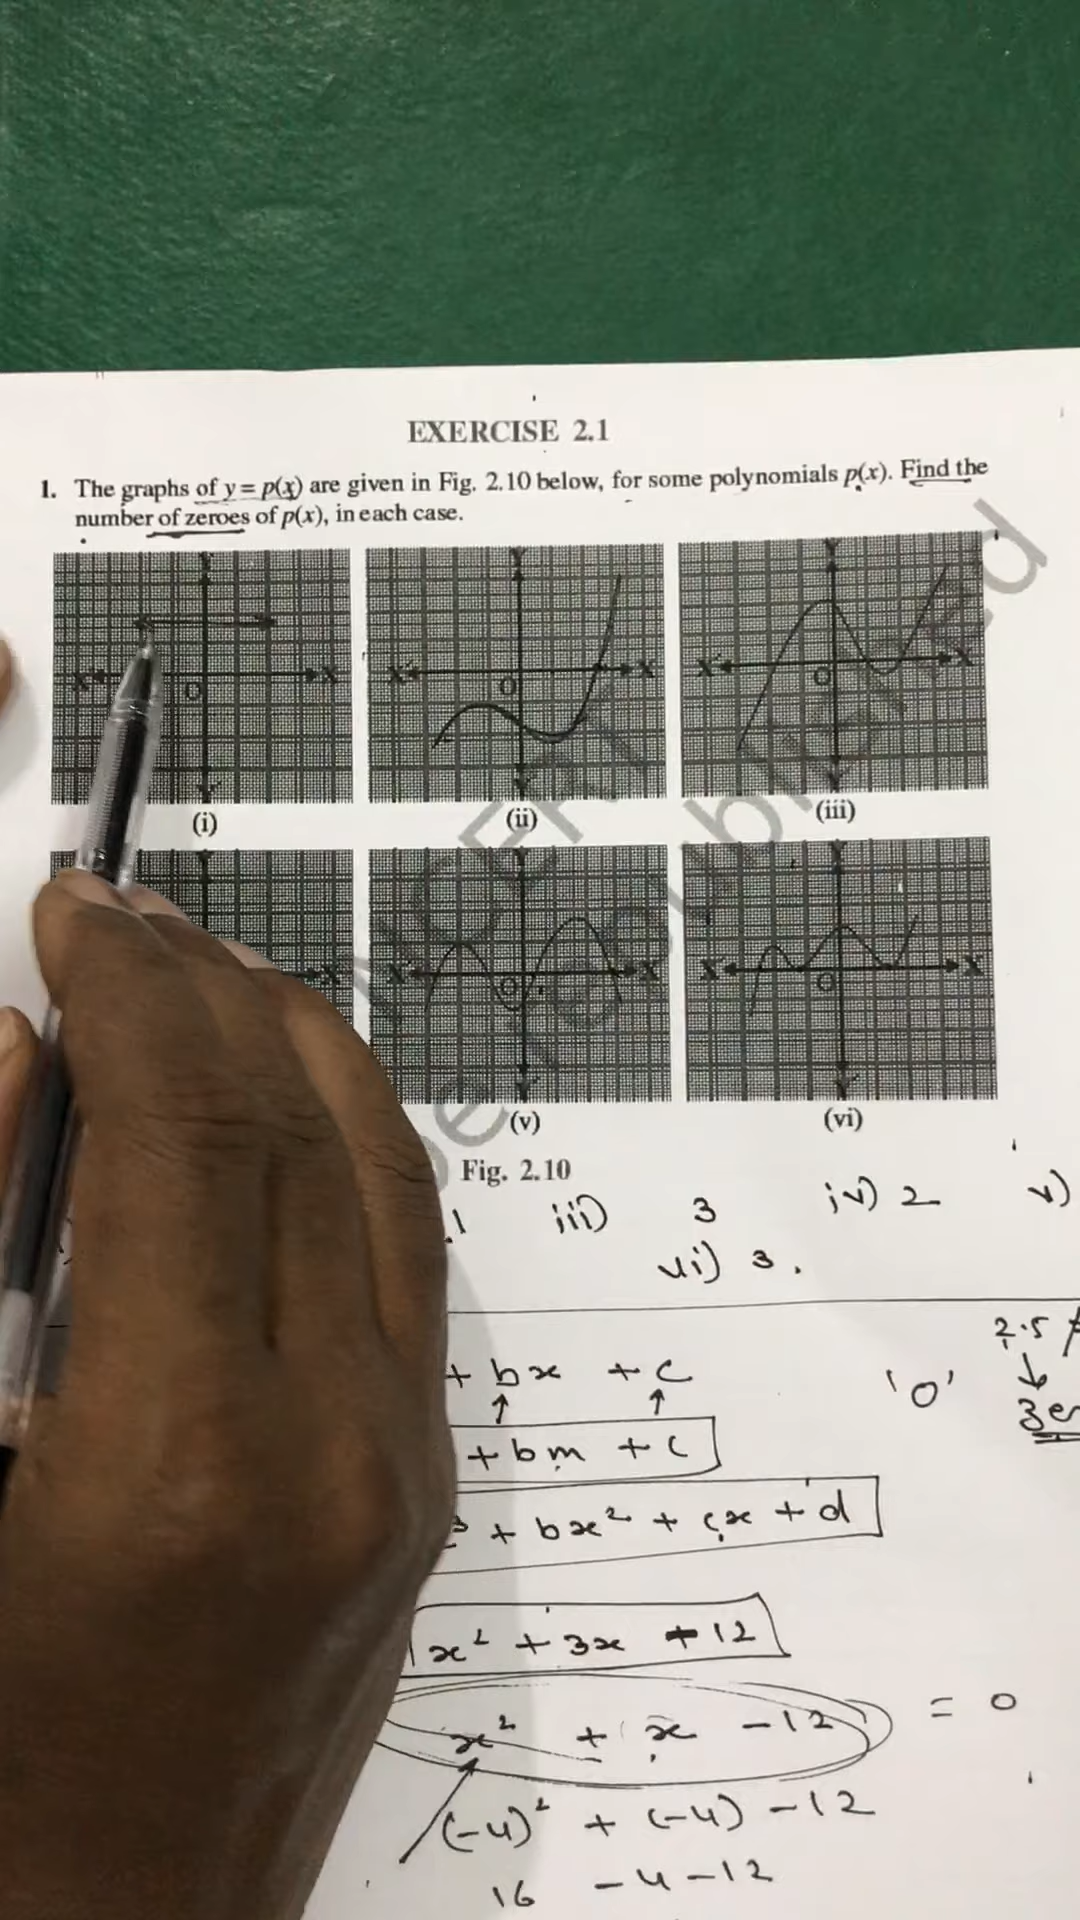 EXERCISE 2.1
1. The graphs of y = p(x) are given in Fig. 2.10 below, for some polynomials p(x). Find the
number of zeroes of p(x), in each case.
Y Y Y
X' O X X' O X X' O X
Y' Y' Y'
(i) (ii) (iii)
X X' O X X' O X
(v) (vi)
Fig. 2.10
1 iii) 3 iv) 2 v)
vi) 3.
2.5
+ bx + c '0'
+ bm + c
+ bx² + cx + d
x² + 3x + 12
x² + x - 12 = 0
(-4)² + (-4) - 12
16 - 4 - 12